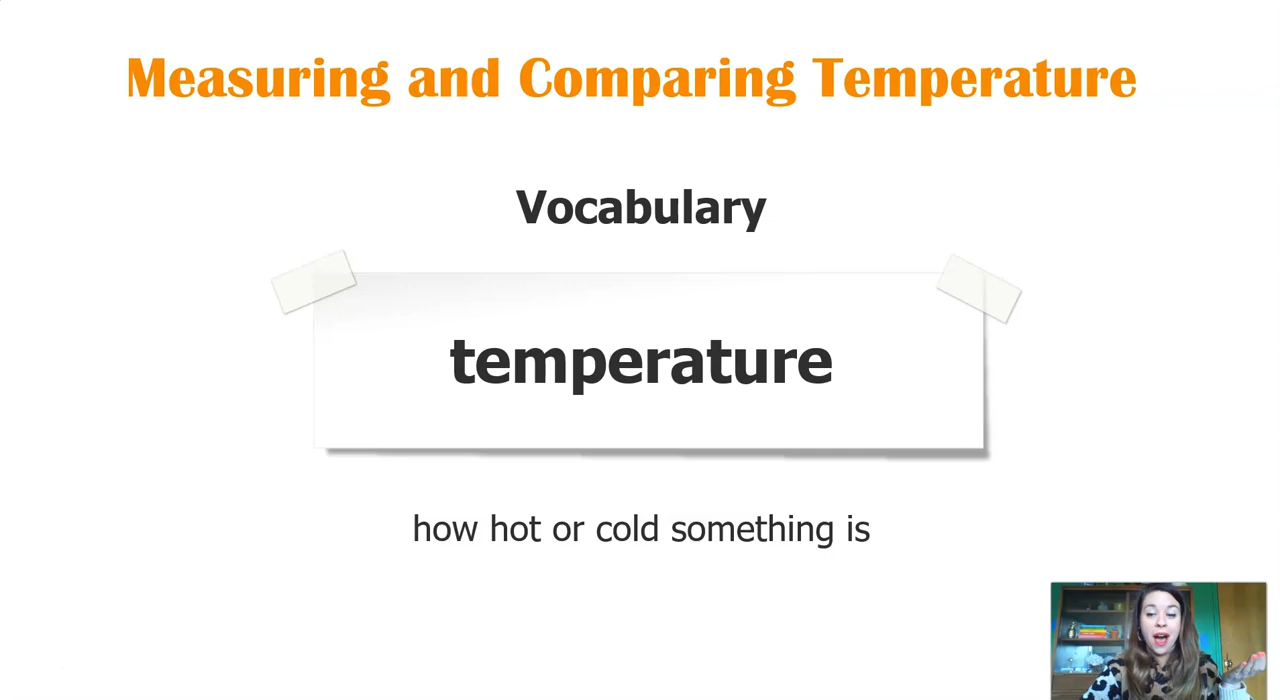 Measuring and Comparing Temperature
Vocabulary
temperature
how hot or cold something is